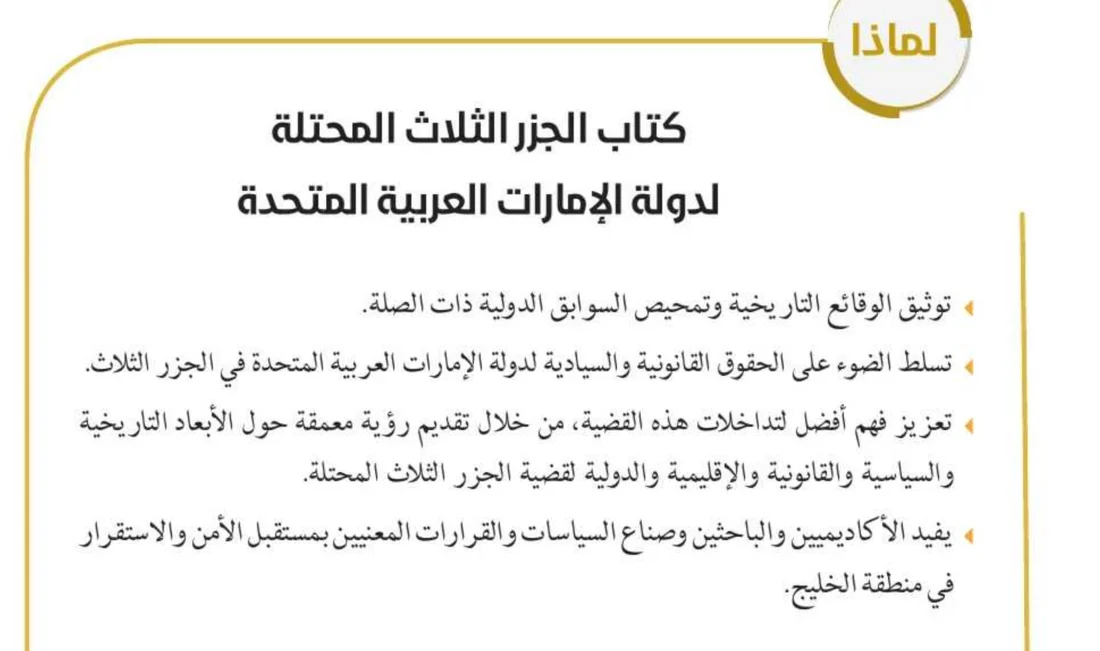 لماذا
كتاب الجزر الثلاث المحتلة
لدولة الإمارات العربية المتحدة
توثيق الوقائع التاريخية وتمحيص السوابق الدولية ذات الصلة.
تسلط الضوء على الحقوق القانونية والسيادية لدولة الإمارات العربية المتحدة في الجزر الثلاث.
تعزيز فهم أفضل لتداخلات هذه القضية، من خلال تقديم رؤية معمقة حول الأبعاد التاريخية
والسياسية والقانونية والإقليمية والدولية لقضية الجزر الثلاث المحتلة.
يفيد الأكاديميين والباحثين وصناع السياسات والقرارات المعنيين بمستقبل الأمن والاستقرار
في منطقة الخليج.